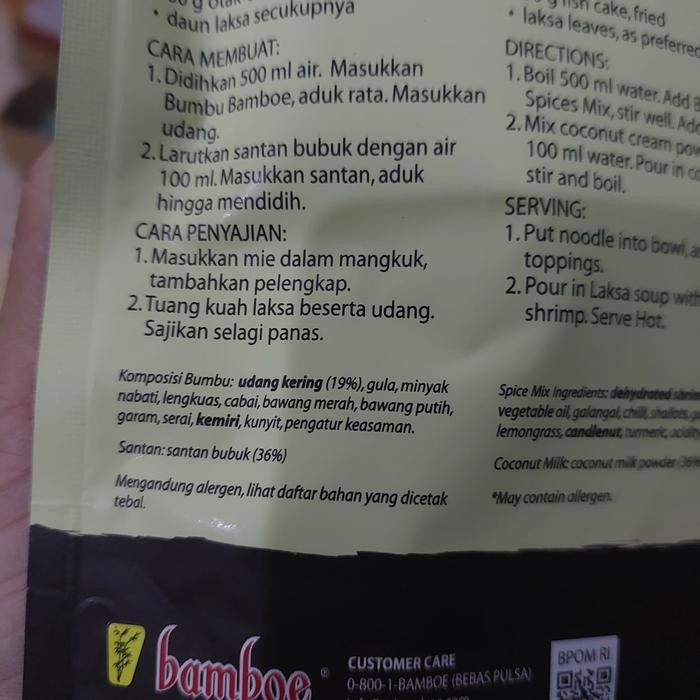 • daun laksa secukupnya
CARA MEMBUAT:
1. Didihkan 500 ml air. Masukkan
Bumbu Bamboe, aduk rata. Masukkan
udang.
2. Larutkan santan bubuk dengan air
100 ml. Masukkan santan, aduk
hingga mendidih.
CARA PENYAJIAN:
1. Masukkan mie dalam mangkuk,
tambahkan pelengkap.
2. Tuang kuah laksa beserta udang.
Sajikan selagi panas.
Komposisi Bumbu: udang kering (19%), gula, minyak
nabati, lengkuas, cabai, bawang merah, bawang putih,
garam, serai, kemiri, kunyit, pengatur keasaman.
Santan: santan bubuk (36%)
Mengandung alergen, lihat daftar bahan yang dicetak
tebal.
fish cake, fried
• laksa leaves, as preferred
DIRECTIONS:
1. Boil 500 ml water. Add
Spices Mix, stir well.
2. Mix coconut cream
100 ml water. Pour in
stir and boil.
SERVING:
1. Put noodle into bowl,
toppings.
2. Pour in Laksa soup with
shrimp. Serve Hot.
Spice Mix Ingredients: dehydrated
vegetable oil, galangal, chilli, shallots,
lemongrass, candlenut, turmeric,
Coconut Milk: coconut milk powder
*May contain allergen.
bamboe ®
CUSTOMER CARE
0-800-1-BAMBOE (BEBAS PULSA)
BPOM RI